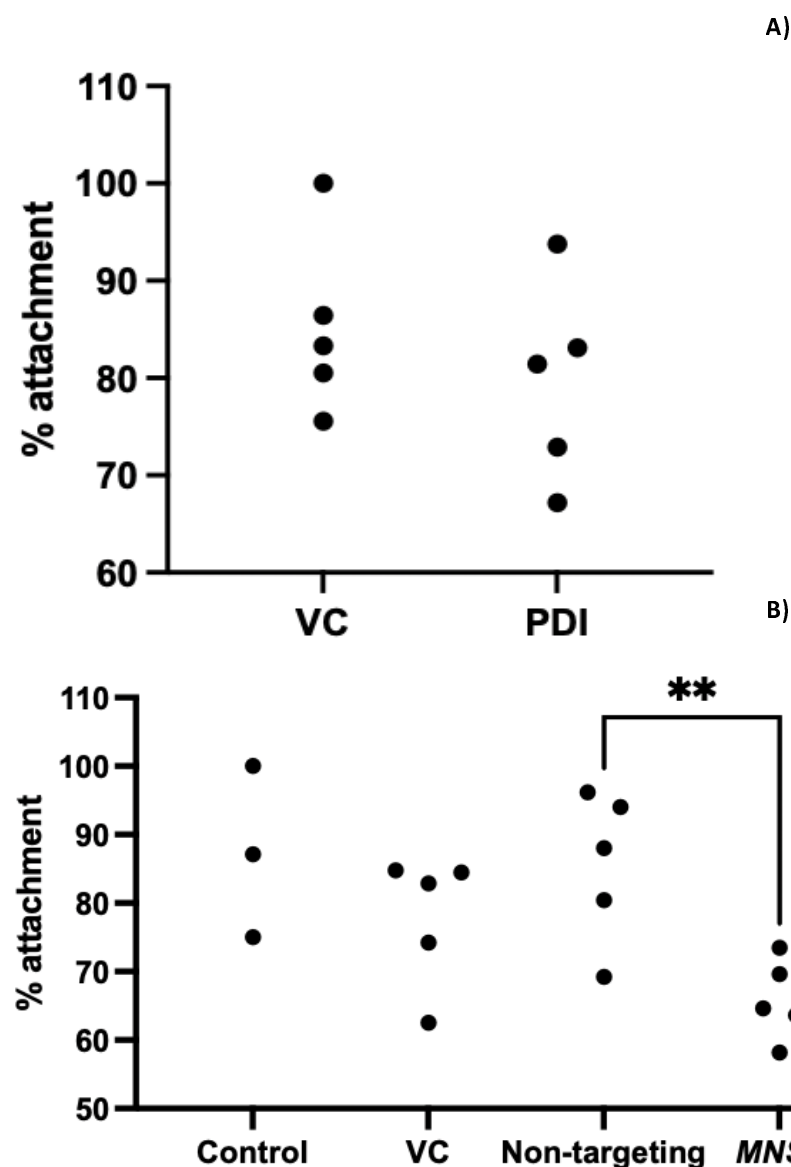 A)
110
100
90
80
70
60
% attachment
VC
PDI
B)
**
110
100
90
80
70
60
50
% attachment
Control
VC
Non-targeting